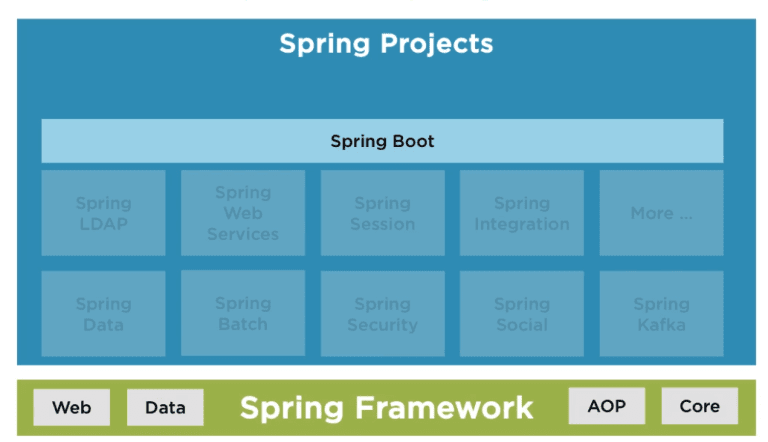 Spring Projects
Spring Boot
Spring
LDAP
Spring
Web
Services
Spring
Session
Spring
Integration
More ...
Spring
Data
Spring
Batch
Spring
Security
Spring
Social
Spring
Kafka
Web
Data
Spring Framework
AOP
Core